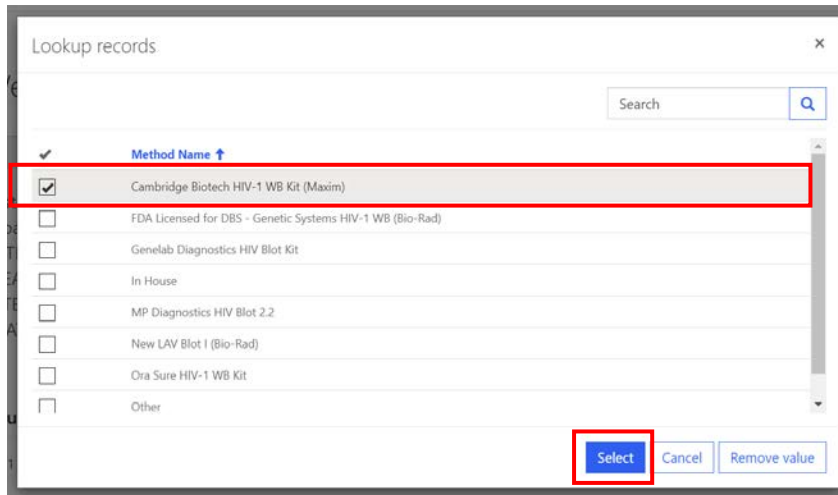 Lookup records
×
Search
Method Name
Cambridge Biotech HIV-1 WB Kit (Maxim)
FDA Licensed for DBS - Genetic Systems HIV-1 WB (Bio-Rad)
Genelab Diagnostics HIV Blot Kit
In House
MP Diagnostics HIV Blot 2.2
New LAV Blot I (Bio-Rad)
Ora Sure HIV-1 WB Kit
Other
Select Cancel Remove value